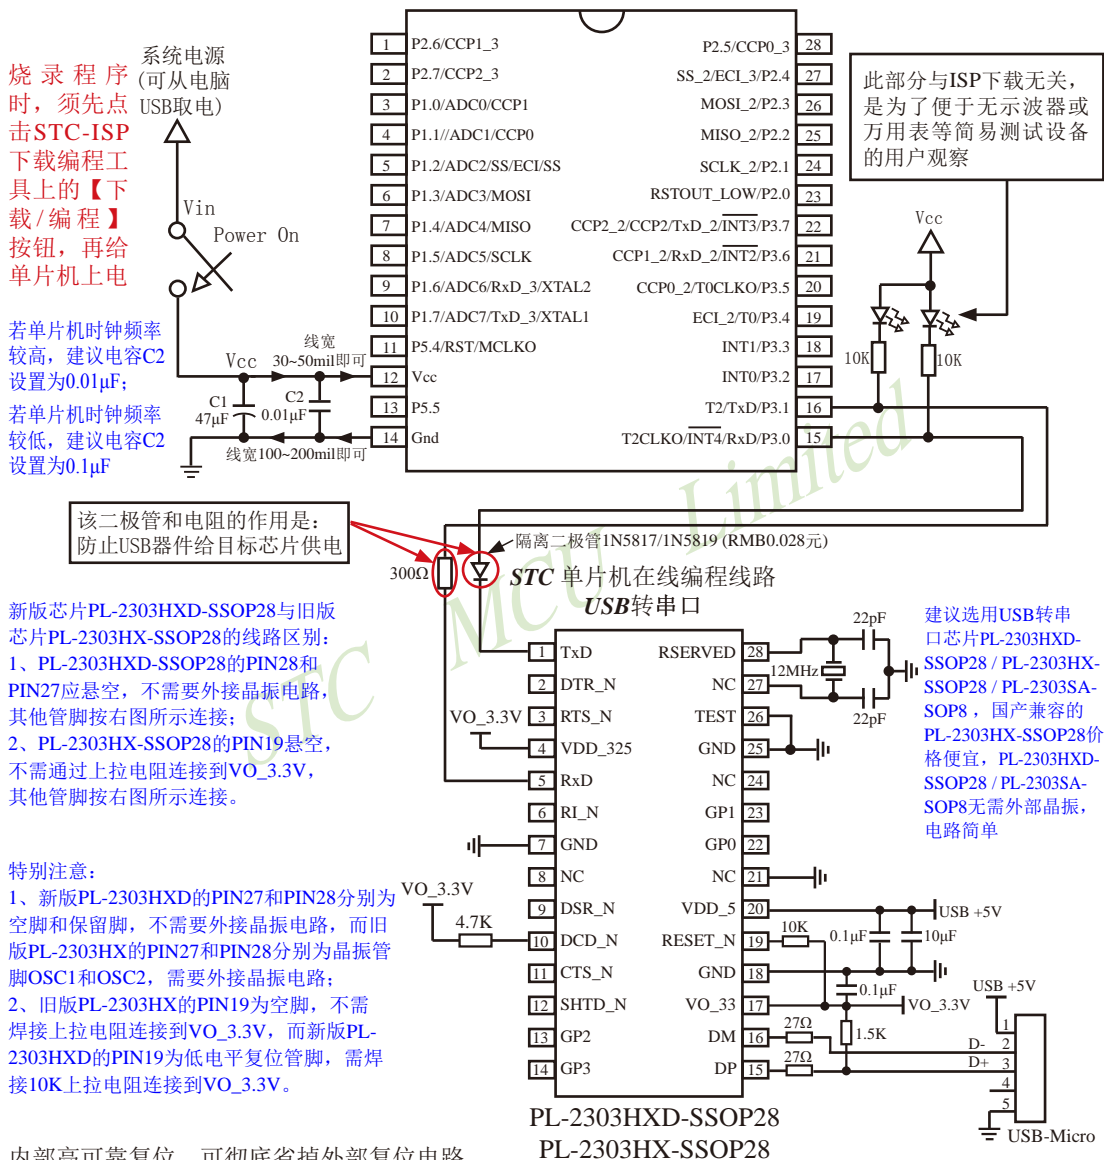 烧录程序
时，须先点
击STC-ISP
下载编程工
具上的【下
载/编程】
按钮，再给
单片机上电
系统电源
(可从电脑
USB取电)
Vin
Power On
若单片机时钟频率
较高，建议电容C2
设置为0.01μF；
若单片机时钟频率
较低，建议电容C2
设置为0.1μF
Vcc
线宽
30~50mil即可
C1
47μF
C2
0.01μF
线宽100~200mil即可
1 P2.6/CCP1_3
2 P2.7/CCP2_3
3 P1.0/ADC0/CCP1
4 P1.1//ADC1/CCP0
5 P1.2/ADC2/SS/ECI/SS
6 P1.3/ADC3/MOSI
7 P1.4/ADC4/MISO
8 P1.5/ADC5/SCLK
9 P1.6/ADC6/RxD_3/XTAL2
10 P1.7/ADC7/TxD_3/XTAL1
11 P5.4/RST/MCLKO
12 Vcc
13 P5.5
14 Gnd
P2.5/CCP0_3 28
SS_2/ECI_3/P2.4 27
MOSI_2/P2.3 26
MISO_2/P2.2 25
SCLK_2/P2.1 24
RSTOUT_LOW/P2.0 23
CCP2_2/CCP2/TxD_2/INT3/P3.7 22
CCP1_2/RxD_2/INT2/P3.6 21
CCP0_2/T0CLKO/P3.5 20
ECI_2/T0/P3.4 19
INT1/P3.3 18
INT0/P3.2 17
T2/TxD/P3.1 16
T2CLKO/INT4/RxD/P3.0 15
此部分与ISP下载无关，
是为了便于无示波器或
万用表等简易测试设备
的用户观察
Vcc
10K
10K
该二极管和电阻的作用是：
防止USB器件给目标芯片供电
300Ω
隔离二极管1N5817/1N5819 (RMB0.028元)
STC 单片机在线编程线路
USB转串口
STC MCU Limited
新版芯片PL-2303HXD-SSOP28与旧版
芯片PL-2303HX-SSOP28的线路区别：
1、PL-2303HXD-SSOP28的PIN28和
PIN27应悬空，不需要外接晶振电路，
其他管脚按右图所示连接；
2、PL-2303HX-SSOP28的PIN19悬空，
不需通过上拉电阻连接到VO_3.3V，
其他管脚按右图所示连接。
特别注意：
1、新版PL-2303HXD的PIN27和PIN28分别为
空脚和保留脚，不需要外接晶振电路，而旧
版PL-2303HX的PIN27和PIN28分别为晶振管
脚OSC1和OSC2，需要外接晶振电路；
2、旧版PL-2303HX的PIN19为空脚，不需
焊接上拉电阻连接到VO_3.3V，而新版PL-
2303HXD的PIN19为低电平复位管脚，需焊
接10K上拉电阻连接到VO_3.3V。
VO_3.3V
VO_3.3V
4.7K
1 TxD
2 DTR_N
3 RTS_N
4 VDD_325
5 RxD
6 RI_N
7 GND
8 NC
9 DSR_N
10 DCD_N
11 CTS_N
12 SHTD_N
13 GP2
14 GP3
RSERVED 28
NC 27
TEST 26
GND 25
NC 24
GP1 23
GP0 22
NC 21
VDD_5 20
RESET_N 19
GND 18
VO_33 17
DM 16
DP 15
12MHz
22pF
22pF
建议选用USB转串
口芯片PL-2303HXD-
SSOP28 / PL-2303HX-
SSOP28 / PL-2303SA-
SOP8 ，国产兼容的
PL-2303HX-SSOP28价
格便宜，PL-2303HXD-
SSOP28 / PL-2303SA-
SOP8无需外部晶振，
电路简单
USB +5V
10K
0.1μF
10μF
0.1μF
VO_3.3V
27Ω
1.5K
27Ω
USB +5V
D-
D+
1
2
3
4
5
USB-Micro
PL-2303HXD-SSOP28
PL-2303HX-SSOP28
内部高可靠复位，可彻底省掉外部复位电路